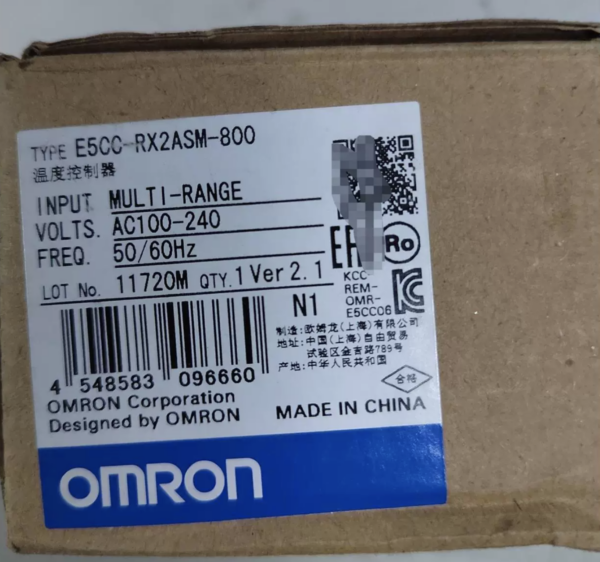 TYPE E5CC-RX2ASM-800
温度控制器
INPUT MULTI-RANGE
VOLTS. AC100-240
FREQ. 50/60Hz
LOT No. 11720M QTY.1 Ver 2.1
N1
Ro
KCC-
REM-
OMR-
E5CC06
制造:欧姆龙(上海)有限公司
地址:中国(上海)自由贸易
试验区金吉路789号
产地:中华人民共和国
4 548583 096660
合格
OMRON Corporation
Designed by OMRON
MADE IN CHINA
OMRON